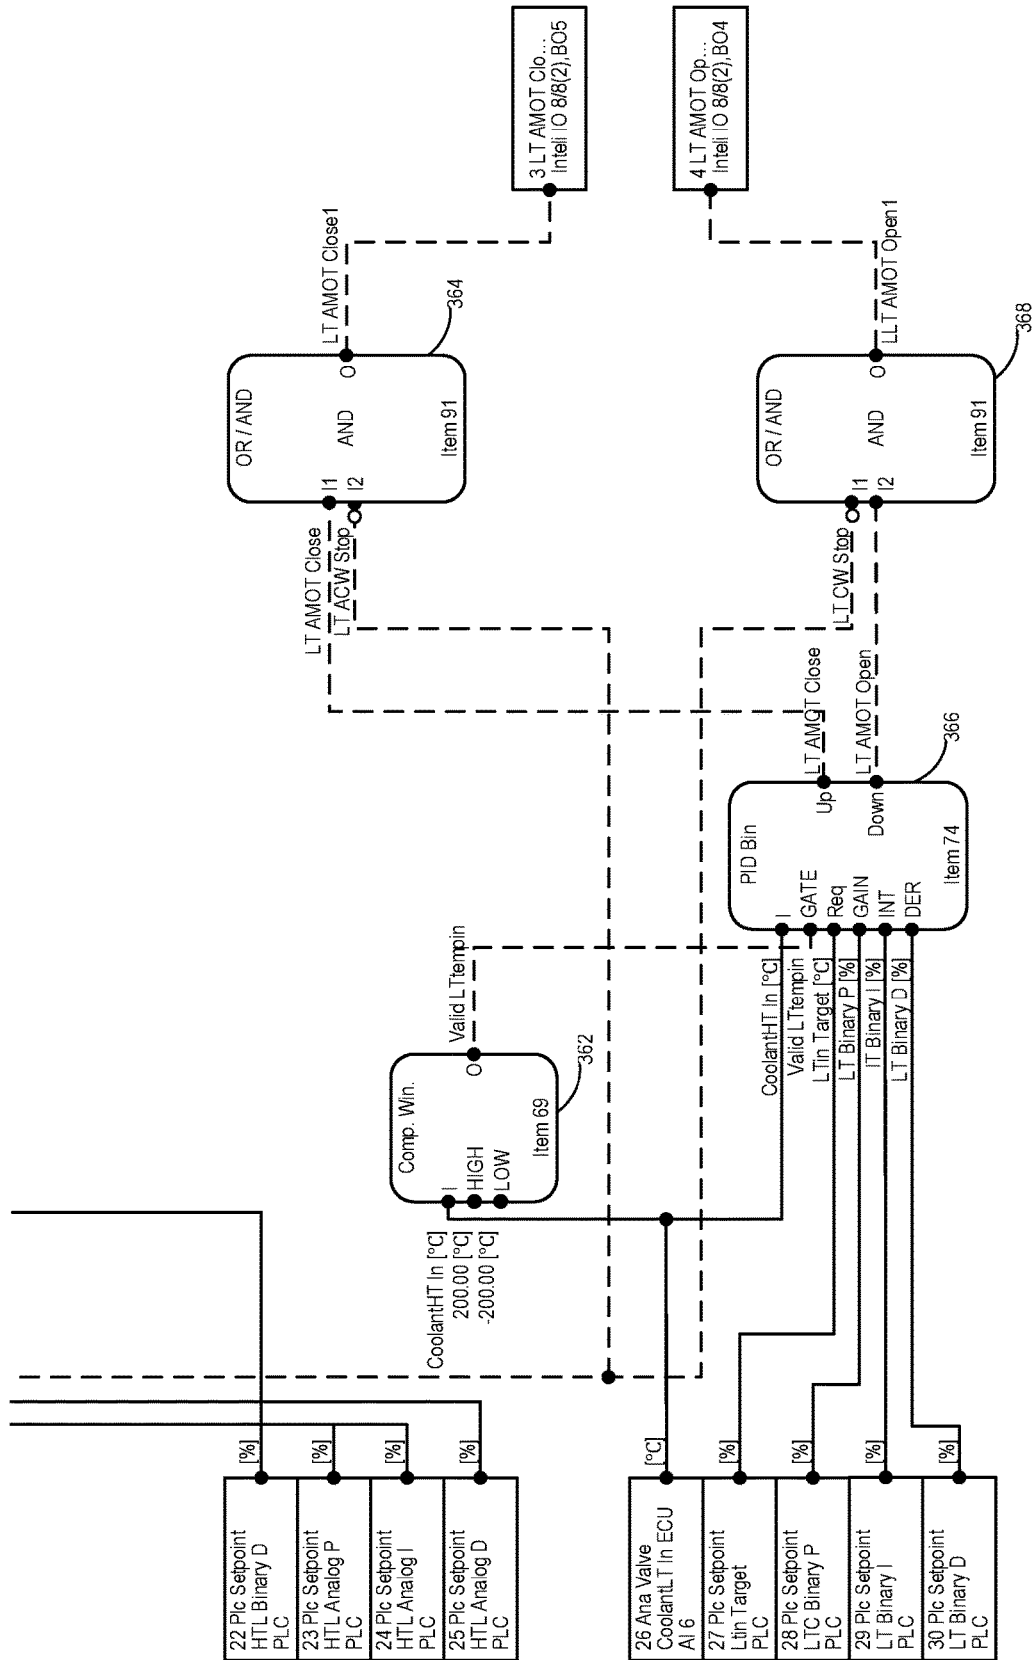 3 LT AMOT Clo...
Inteli IO 8/8(2),BO5
4 LT AMOT Op...
Inteli IO 8/8(2),BO4
LT AMOT Close1
LLT AMOT Open1
364
368
OR / AND
AND
O
I1
I2
Item 91
OR / AND
AND
O
I1
I2
Item 91
LT AMOT Close
LT ACW Stop
LT CW Stop
LT AMOT Close
LT AMOT Open
366
PID Bin
Up
Down
I
GATE
Req
GAIN
INT
DER
Item 74
Valid LTtempin
Comp. Win.
O
I
HIGH
LOW
Item 69
362
CoolantHT In [°C]
Valid LTtempin
LTin Target [°C]
LT Binary P [%]
IT Binary I [%]
LT Binary D [%]
CoolantHT In [°C]
200.00 [°C]
-200.00 [°C]
[%]
[%]
[%]
[%]
[°C]
[%]
[%]
[%]
[%]
22 Plc Setpoint
HTL Binary D
PLC
23 Plc Setpoint
HTL Analog P
PLC
24 Plc Setpoint
HTL Analog I
PLC
25 Plc Setpoint
HTL Analog D
PLC
26 Ana Valve
CoolantLT In ECU
AI 6
27 Plc Setpoint
Ltin Target
PLC
28 Plc Setpoint
LTC Binary P
PLC
29 Plc Setpoint
LT Binary I
PLC
30 Plc Setpoint
LT Binary D
PLC